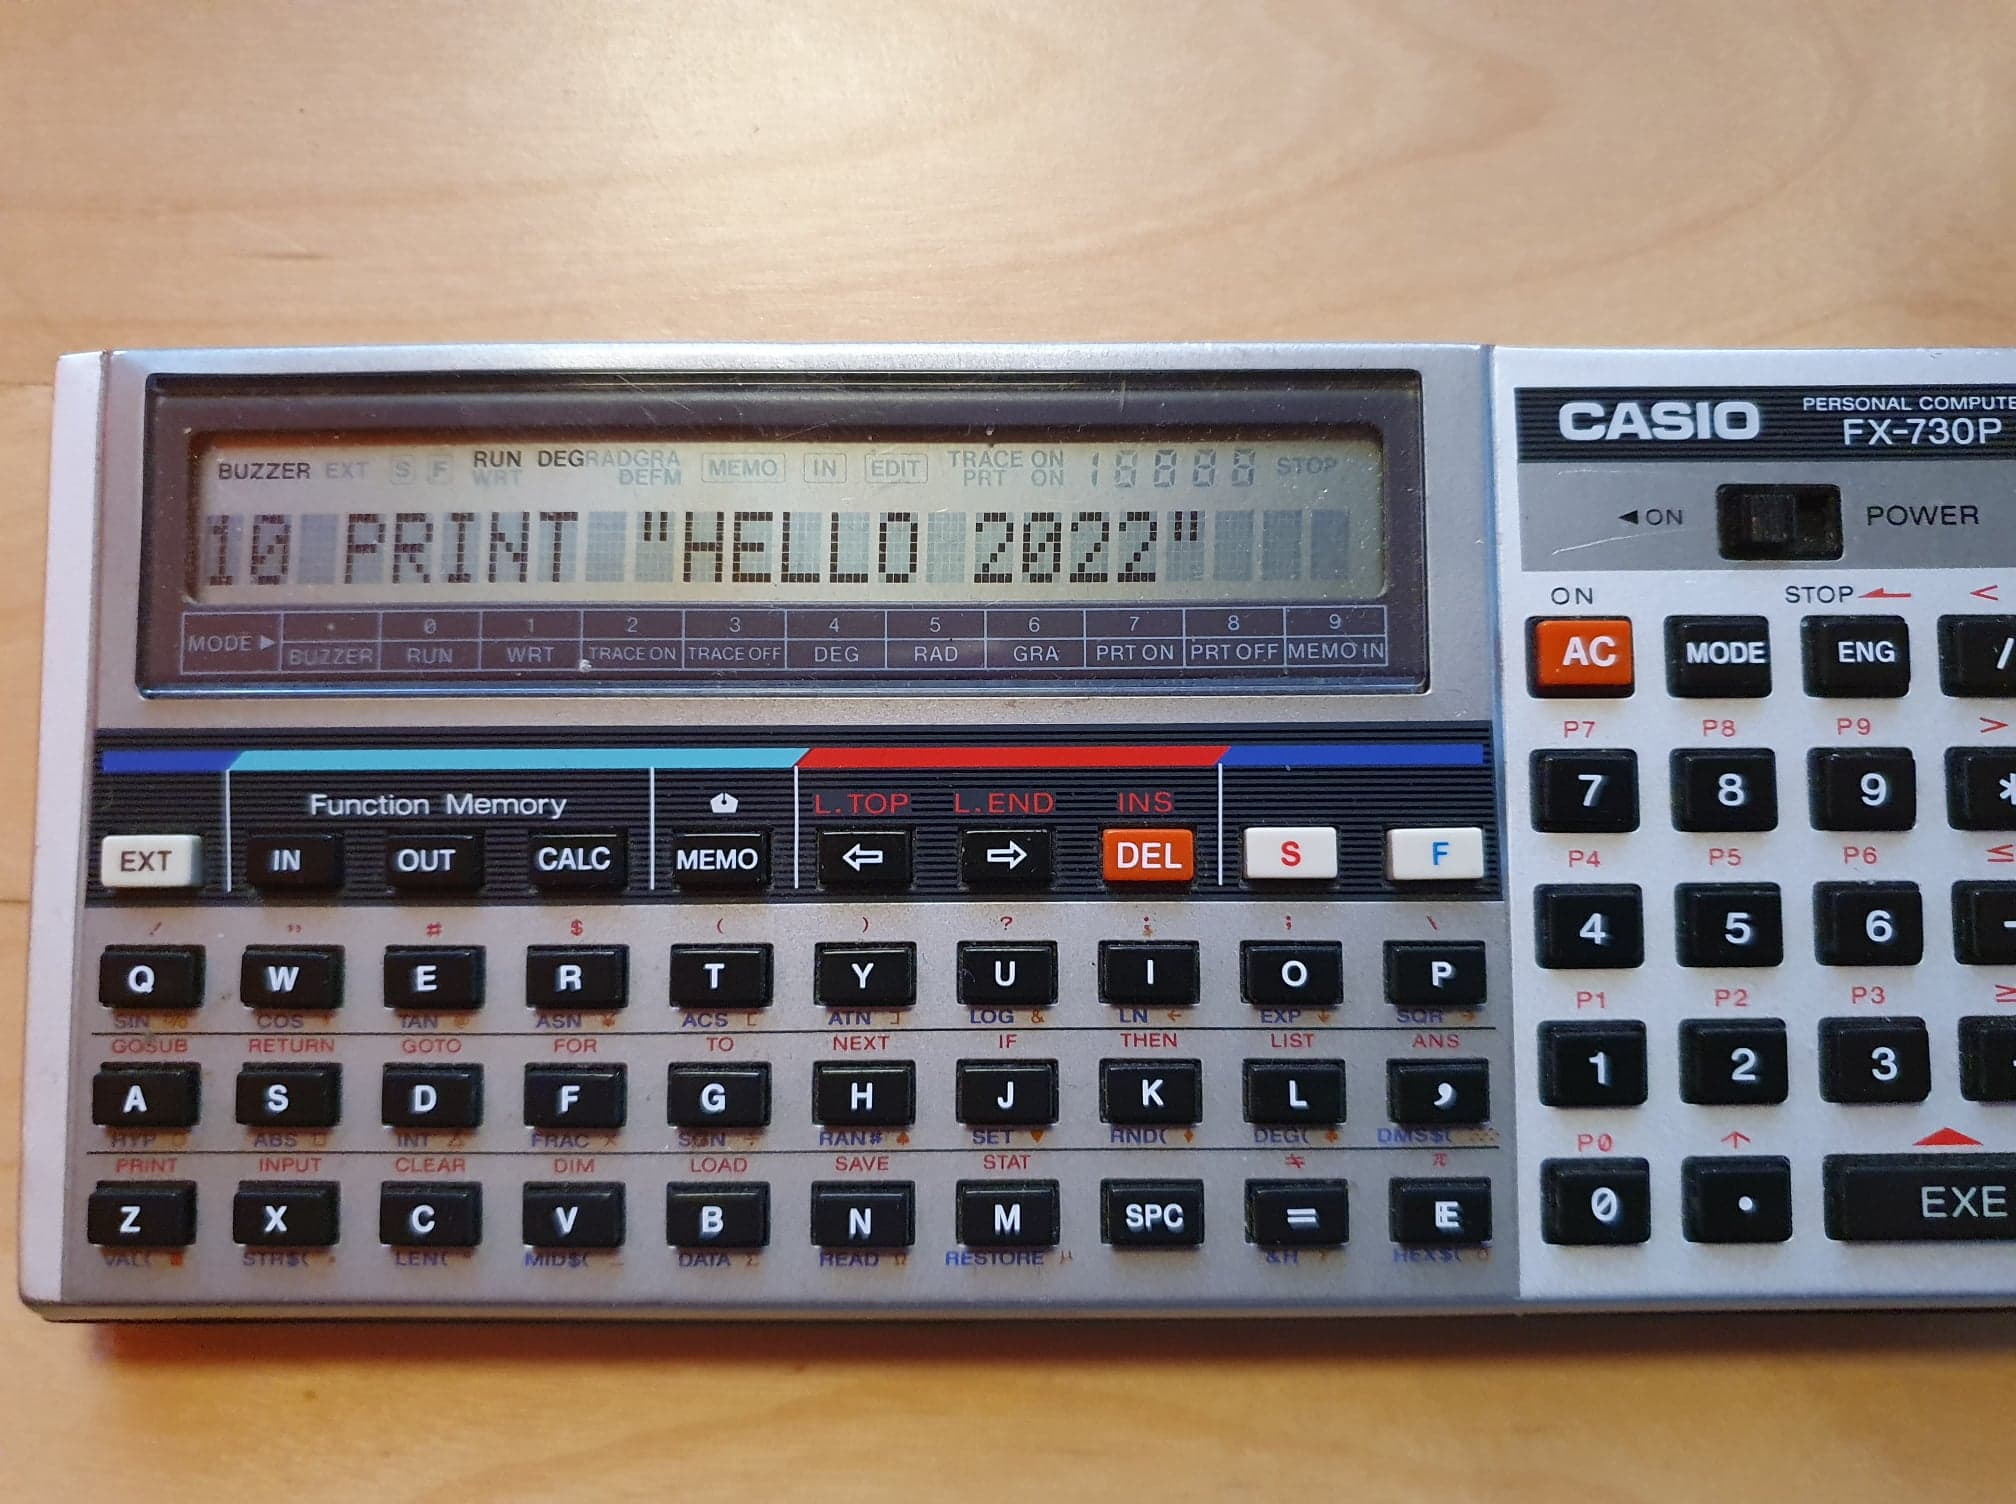 CASIO PERSONAL COMPUTE
FX-730P
BUZZER EXT S F RUN DEG RAD GRA MEMO IN EDIT TRACE ON 18888 STOP
WRT DEFM PRT ON
10 PRINT "HELLO 2022"
◄ON POWER
MODE ► · 0 1 2 3 4 5 6 7 8 9
BUZZER RUN WRT TRACE ON TRACE OFF DEG RAD GRA PRT ON PRT OFF MEMO IN
ON STOP <
AC MODE ENG /
P7 P8 P9 >
7 8 9 *
Function Memory L.TOP L.END INS
EXT IN OUT CALC MEMO ⇦ ⇨ DEL S F
P4 P5 P6 ≤
4 5 6 -
! " # $ ( ) ? : ; \
Q W E R T Y U I O P
SIN % COS TAN ASN ¥ ACS [ ATN ] LOG & LN ← EXP ↓ SQR →
P1 P2 P3 ≥
GOSUB RETURN GOTO FOR TO NEXT IF THEN LIST ANS
1 2 3
A S D F G H J K L ,
HYP ABS □ INT △ FRAC × SGN ÷ RAN# ♠ SET ♥ RND( ♦ DEG( ♣ DMS$(
P0 ↑
PRINT INPUT CLEAR DIM LOAD SAVE STAT ≠ π
0 · EXE
Z X C V B N M SPC = E
VAL( STR$( LEN( MID$( DATA Σ READ Ω RESTORE μ &H HEX$(